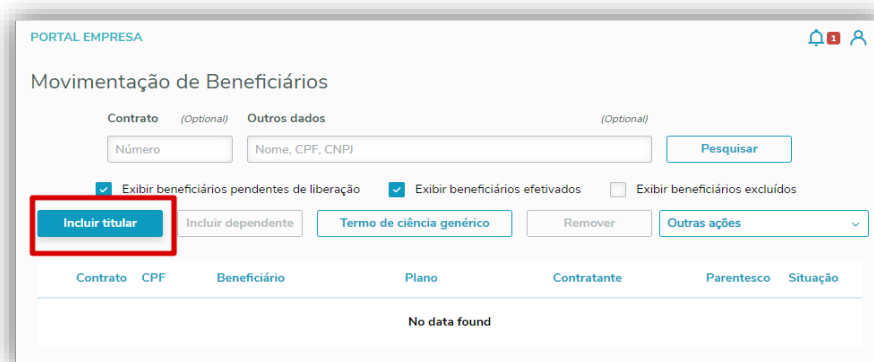 PORTAL EMPRESA 1
Movimentação de Beneficiários
Contrato (Optional) Outros dados (Optional)
Número Nome, CPF, CNPJ Pesquisar
Exibir beneficiários pendentes de liberação Exibir beneficiários efetivados Exibir beneficiários excluídos
Incluir titular Incluir dependente Termo de ciência genérico Remover Outras ações
Contrato CPF Beneficiário Plano Contratante Parentesco Situação
No data found